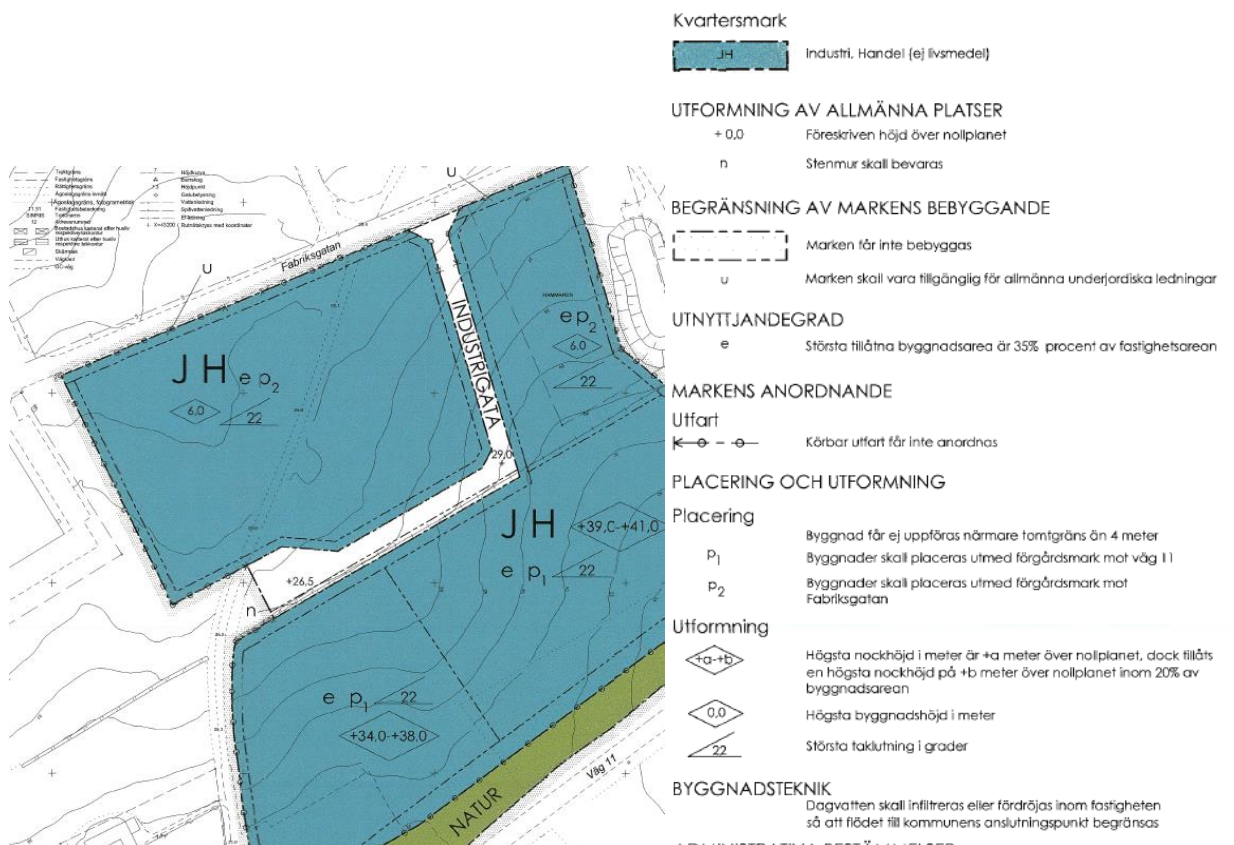 Kvartersmark
JH
Industri, Handel (ej livsmedel)
UTFORMNING AV ALLMÄNNA PLATSER
+ 0,0 Föreskriven höjd över nollplanet
n Stenmur skall bevaras
BEGRÄNSNING AV MARKENS BEBYGGANDE
Marken får inte bebyggas
u Marken skall vara tillgänglig för allmänna underjordiska ledningar
UTNYTTJANDEGRAD
e Största tillåtna byggnadsarea är 35% procent av fastighetsarean
MARKENS ANORDNANDE
Utfart
Körbar utfart får inte anordnas
PLACERING OCH UTFORMNING
Placering
Byggnad får ej uppföras närmare tomtgräns än 4 meter
p1 Byggnader skall placeras utmed förgårdsmark mot väg 11
p2 Byggnader skall placeras utmed förgårdsmark mot
Fabriksgatan
Utformning
+a-+b Högsta nockhöjd i meter är +a meter över nollplanet, dock tillåts
en högsta nockhöjd på +b meter över nollplanet inom 20% av
byggnadsarean
0,0 Högsta byggnadshöjd i meter
22 Största taklutning i grader
BYGGNADSTEKNIK
Dagvatten skall infiltreras eller fördröjas inom fastigheten
så att flödet till kommunens anslutningspunkt begränsas
ADMINISTRATIVA BESTÄMMELSER
u
Fabriksgatan
u
INDUSTRIGATA
HAMMAREN
e p2
6.0
22
J H e p2
6,0
22
29,0
J H
+39,0-+41,0
e p1 22
+26,5
n
e p1 22
+34,0-+38,0
NATUR
Väg 11